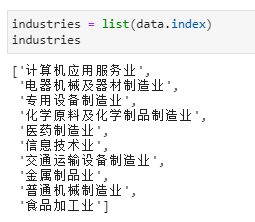 industries = list(data.index)
industries
['计算机应用服务业',
'电器机械及器材制造业',
'专用设备制造业',
'化学原料及化学制品制造业',
'医药制造业',
'信息技术业',
'交通运输设备制造业',
'金属制品业',
'普通机械制造业',
'食品加工业']